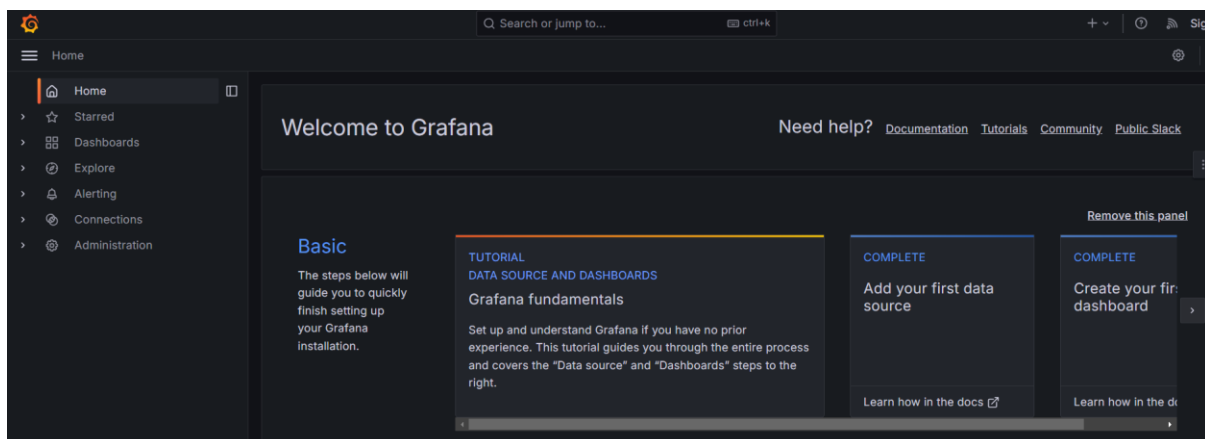 Search or jump to...
ctrl+k
Sig
Home
Home
Starred
Dashboards
Explore
Alerting
Connections
Administration
Welcome to Grafana
Need help?
Documentation
Tutorials
Community
Public Slack
Remove this panel
Basic
The steps below will
guide you to quickly
finish setting up
your Grafana
installation.
TUTORIAL
DATA SOURCE AND DASHBOARDS
Grafana fundamentals
Set up and understand Grafana if you have no prior
experience. This tutorial guides you through the entire process
and covers the “Data source” and “Dashboards” steps to the
right.
COMPLETE
Add your first data
source
Learn how in the docs
COMPLETE
Create your fir
dashboard
Learn how in the do